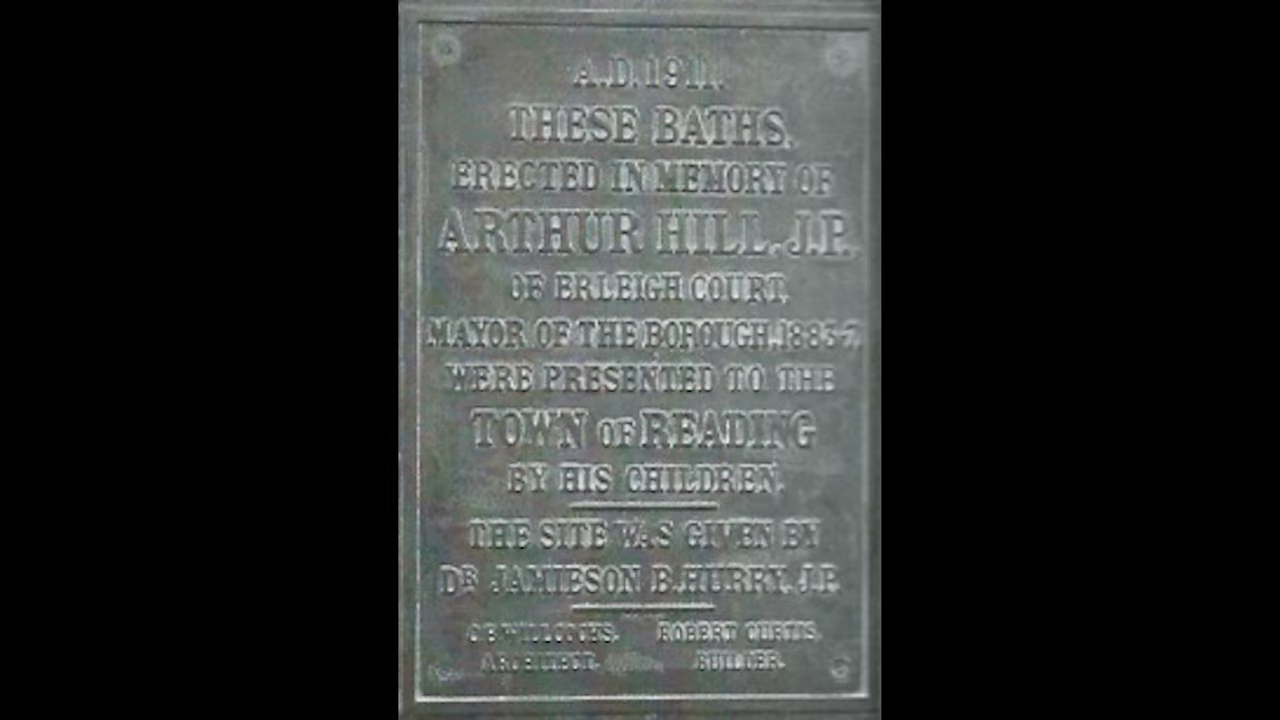 A.D. 1911.
THESE BATHS,
ERECTED IN MEMORY OF
ARTHUR HILL, J.P.
OF ERLEIGH COURT,
MAYOR OF THE BOROUGH, 1883-7,
WERE PRESENTED TO THE
TOWN OF READING
BY HIS CHILDREN.
THE SITE WAS GIVEN BY
DR JAMIESON B. HURRY, J.P.
ROBERT CURTIS,
ARCHITECT. BUILDER.